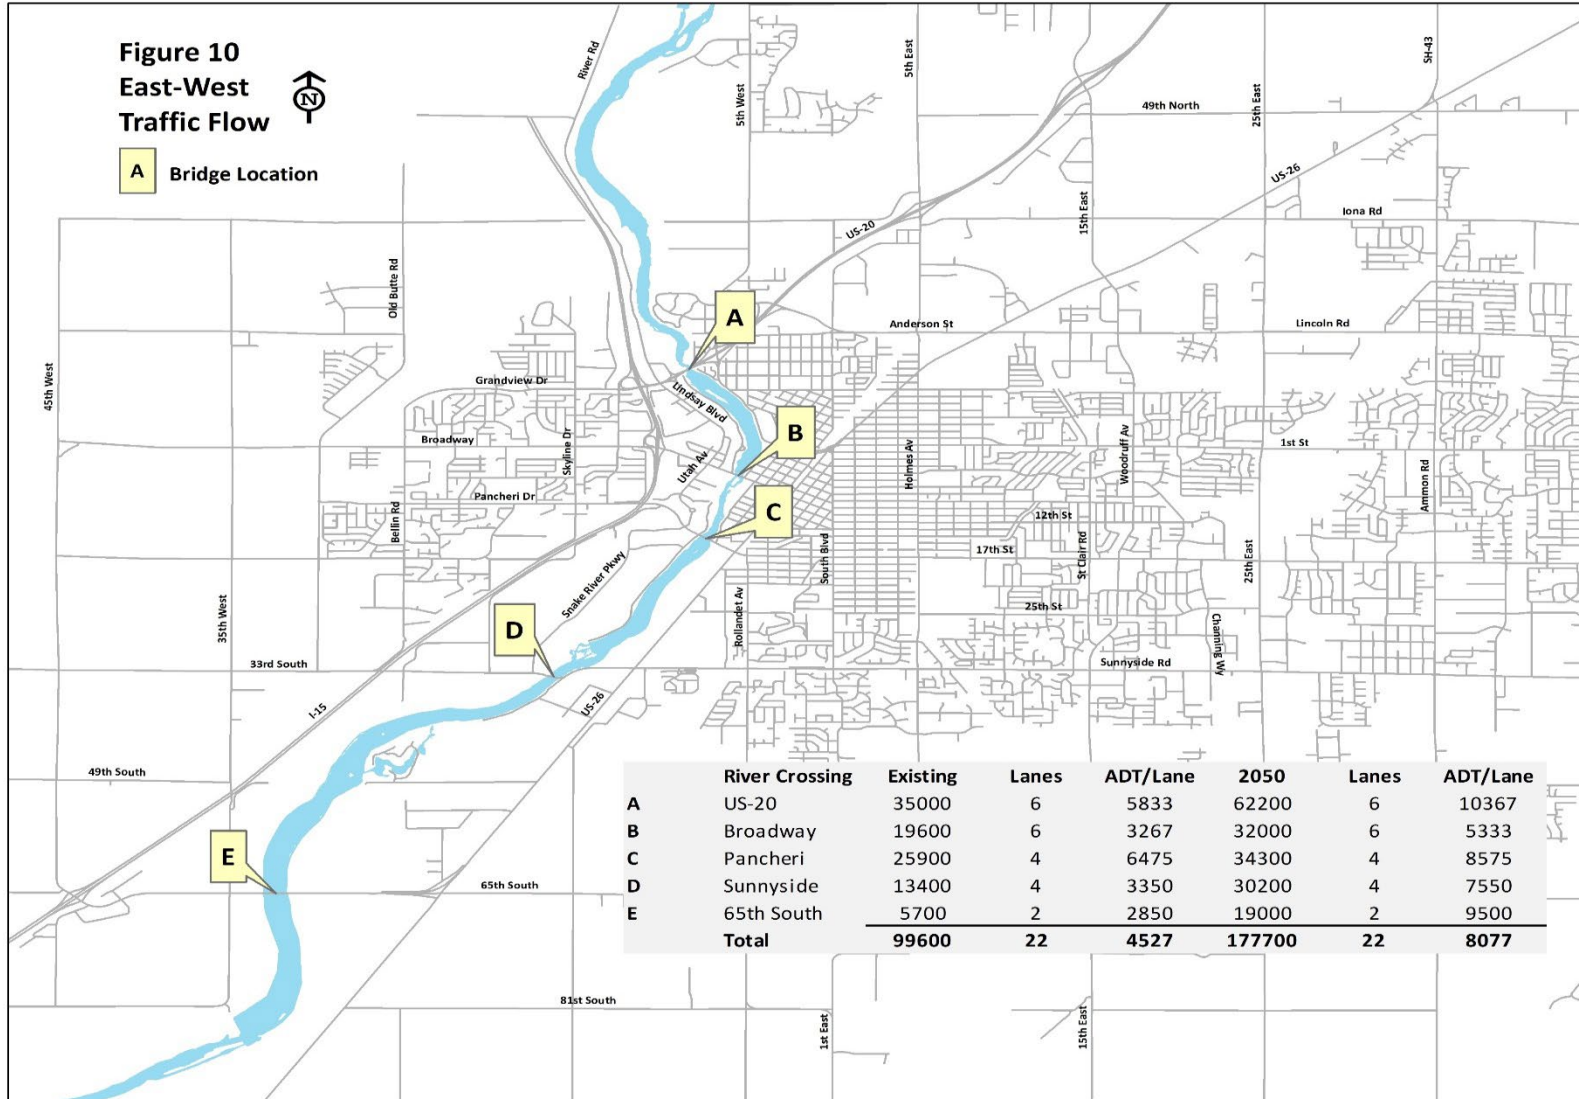 Figure 10
East-West
Traffic Flow
N
A Bridge Location
River Rd
5th West
5th East
SH-43
49th North
25th East
US-26
15th East
Iona Rd
US-20
Old Butte Rd
A
Anderson St
Lincoln Rd
45th West
Grandview Dr
Lindsay Blvd
B
Broadway
Skyline Dr
Utah Av
Holmes Av
Woodruff Av
1st St
Ammon Rd
Pancheri Dr
C
Bellin Rd
12th St
17th St
St Clair Rd
25th East
South Blvd
Snake River Pkwy
35th West
D
Rollandet Av
25th St
Channing Wy
33rd South
Sunnyside Rd
I-15
US-26
49th South
River Crossing Existing Lanes ADT/Lane 2050 Lanes ADT/Lane
A US-20 35000 6 5833 62200 6 10367
B Broadway 19600 6 3267 32000 6 5333
C Pancheri 25900 4 6475 34300 4 8575
D Sunnyside 13400 4 3350 30200 4 7550
E 65th South 5700 2 2850 19000 2 9500
Total 99600 22 4527 177700 22 8077
E
65th South
81st South
1st East
15th East